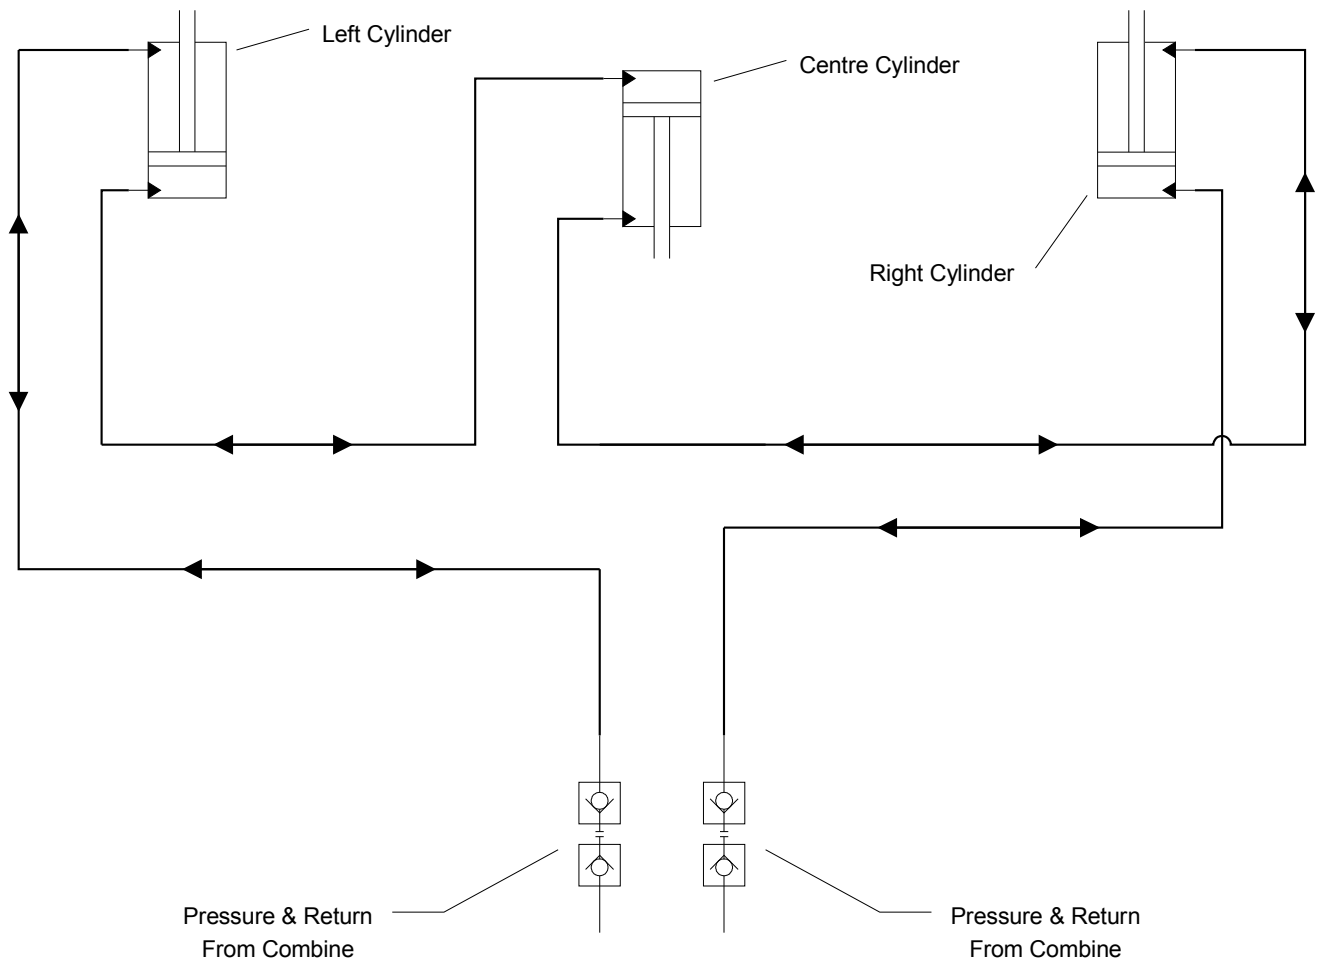 Left Cylinder
Centre Cylinder
Right Cylinder
Pressure & Return
From Combine
Pressure & Return
From Combine